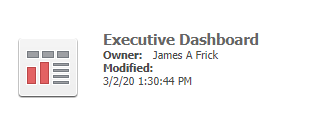 Executive Dashboard
Owner: James A Frick
Modified:
3/2/20 1:30:44 PM